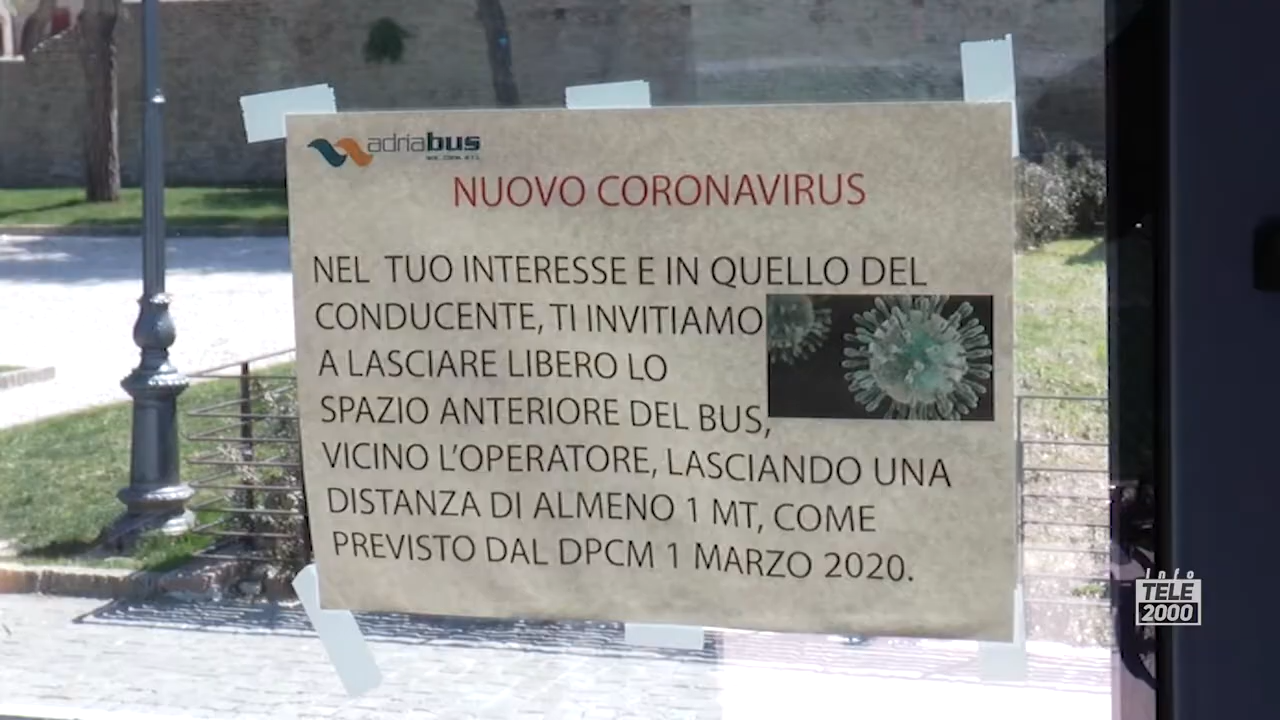 adriabus
NUOVO CORONAVIRUS
NEL TUO INTERESSE E IN QUELLO DEL
CONDUCENTE, TI INVITIAMO
A LASCIARE LIBERO LO
SPAZIO ANTERIORE DEL BUS,
VICINO L'OPERATORE, LASCIANDO UNA
DISTANZA DI ALMENO 1 MT, COME
PREVISTO DAL DPCM 1 MARZO 2020.
Info
TELE
2000